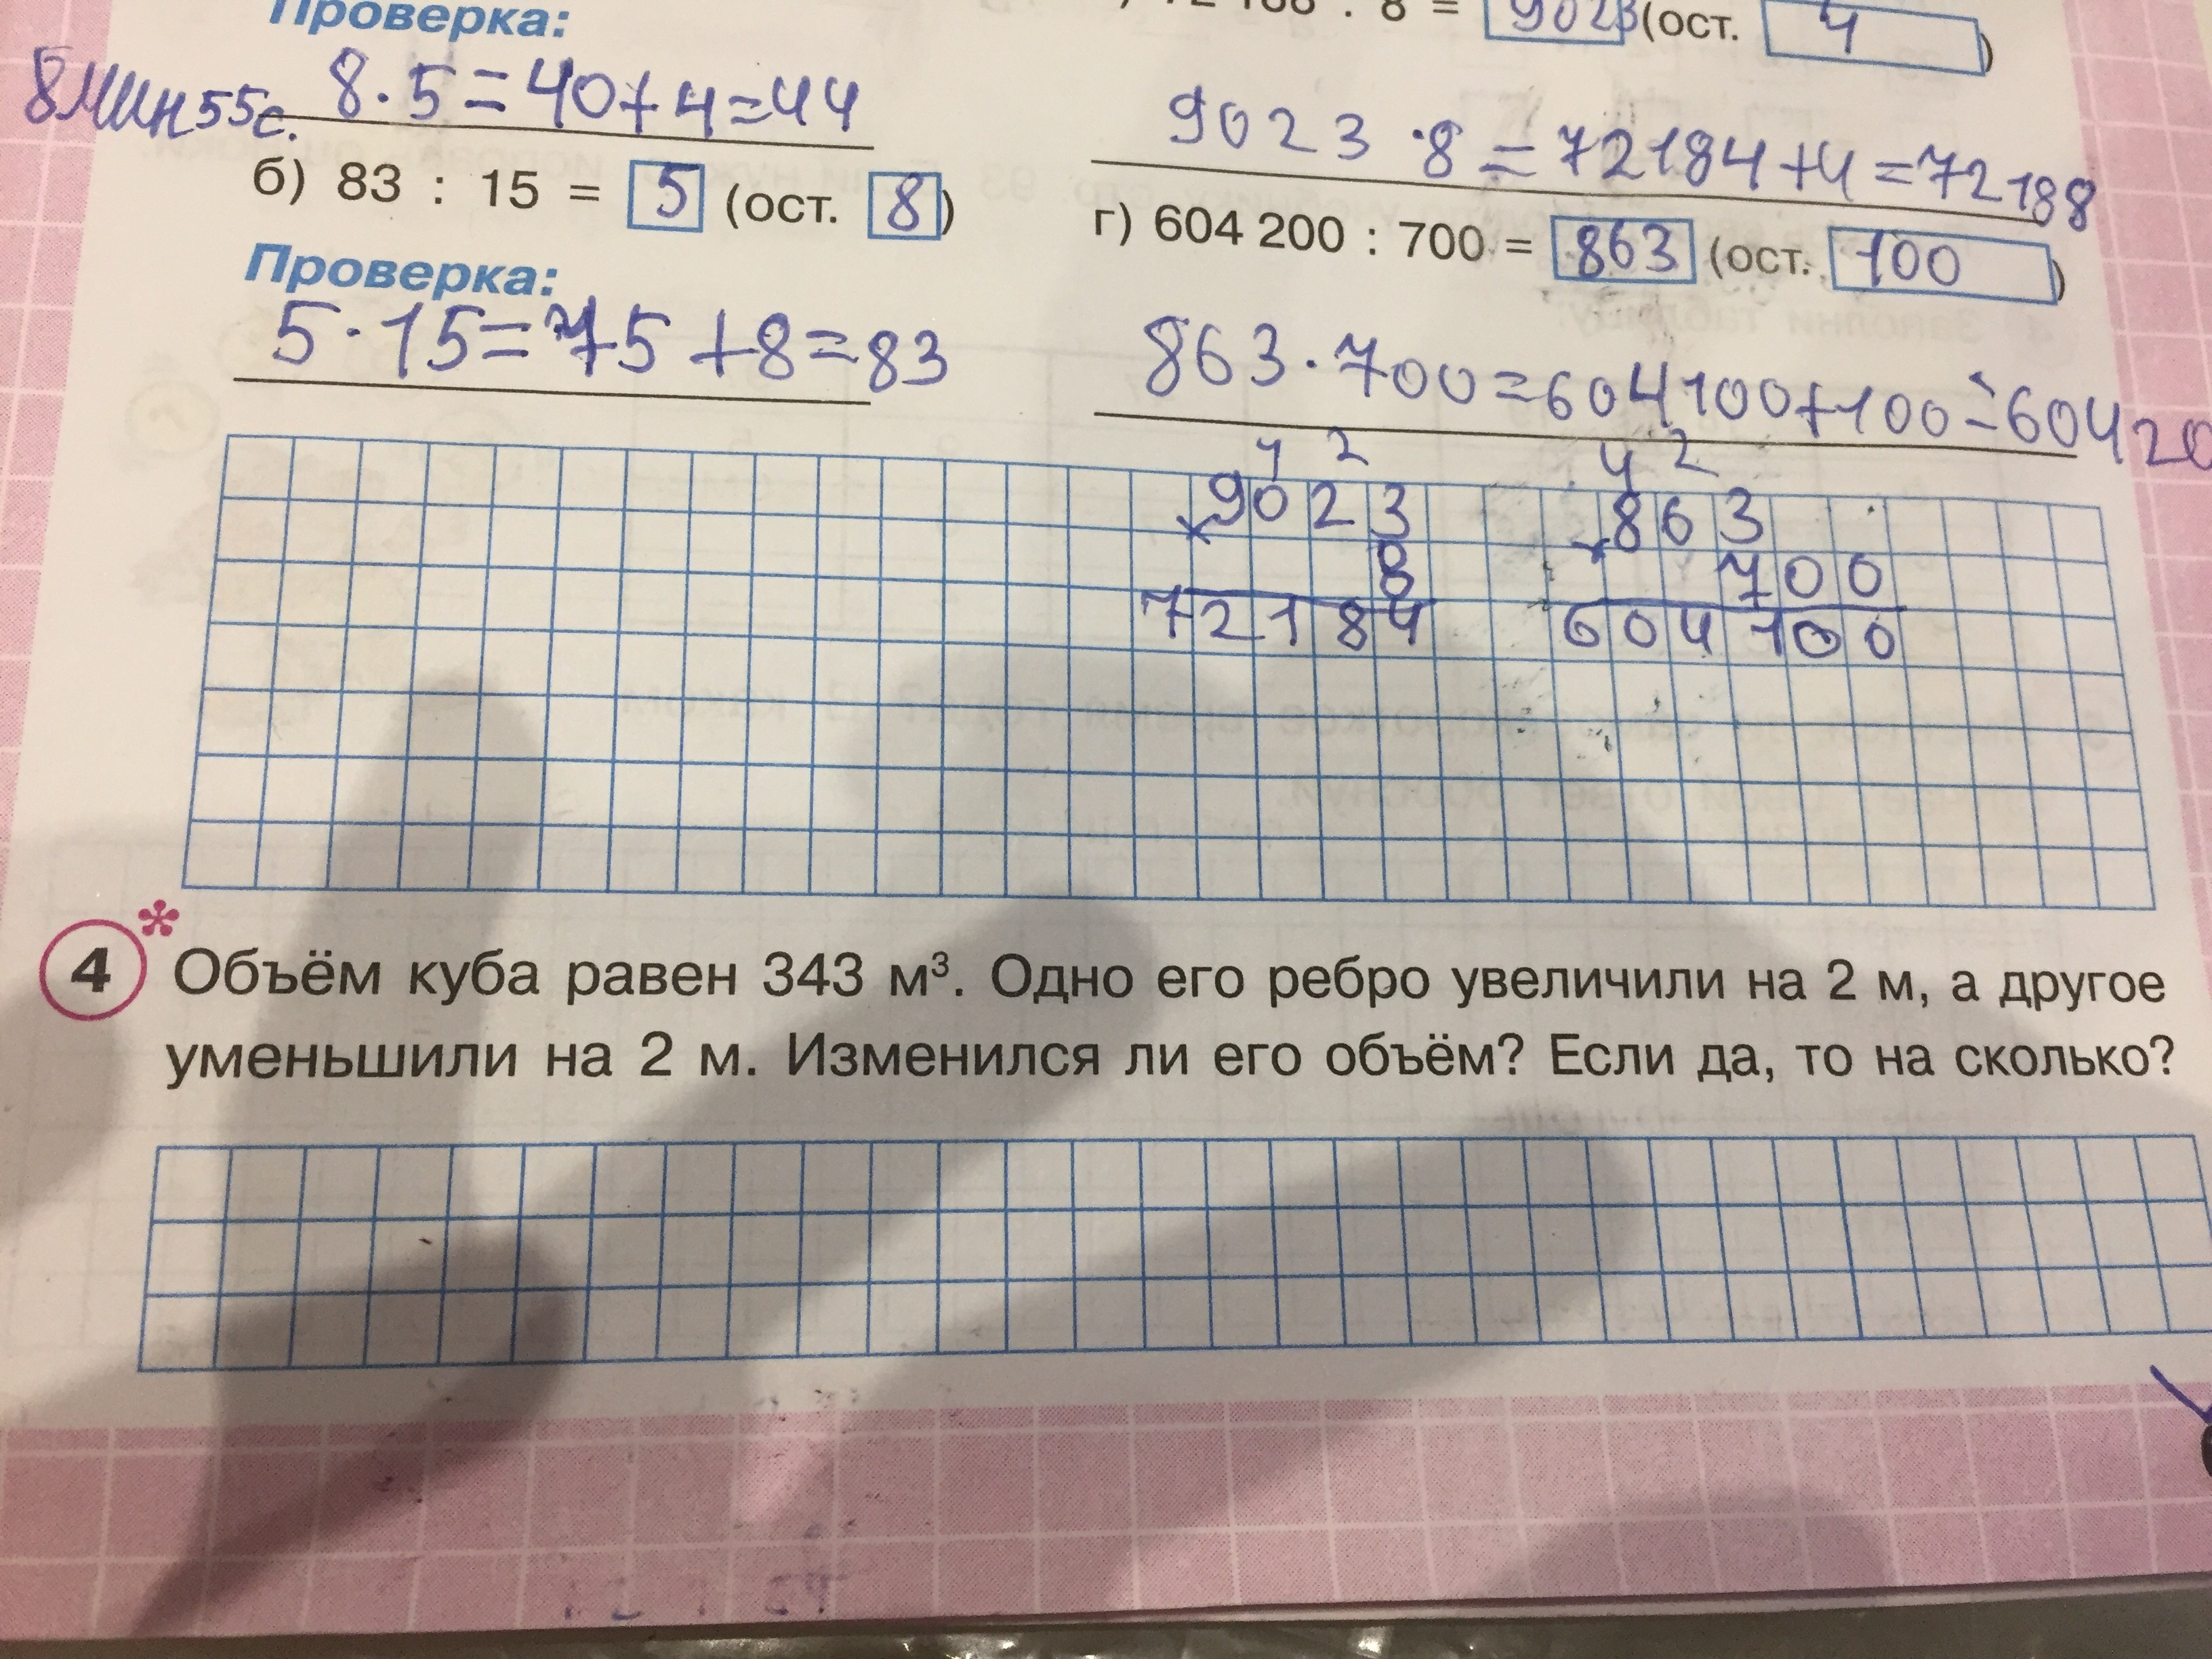 Проверка:
8мин55с. 8·5=40+4=44
б) 83 : 15 = 5 (ост. 8)
Проверка:
5·15=75+8=83
: 8 = 9023 (ост. 4)
9023·8=72184+4=72188
г) 604 200 : 700 = 863 (ост. 100)
863·700=604100+100=60420
4 2
9023
×
8
72184
4 2
863
×
700
604100
4* Объём куба равен 343 м³. Одно его ребро увеличили на 2 м, а другое
уменьшили на 2 м. Изменился ли его объём? Если да, то на сколько?